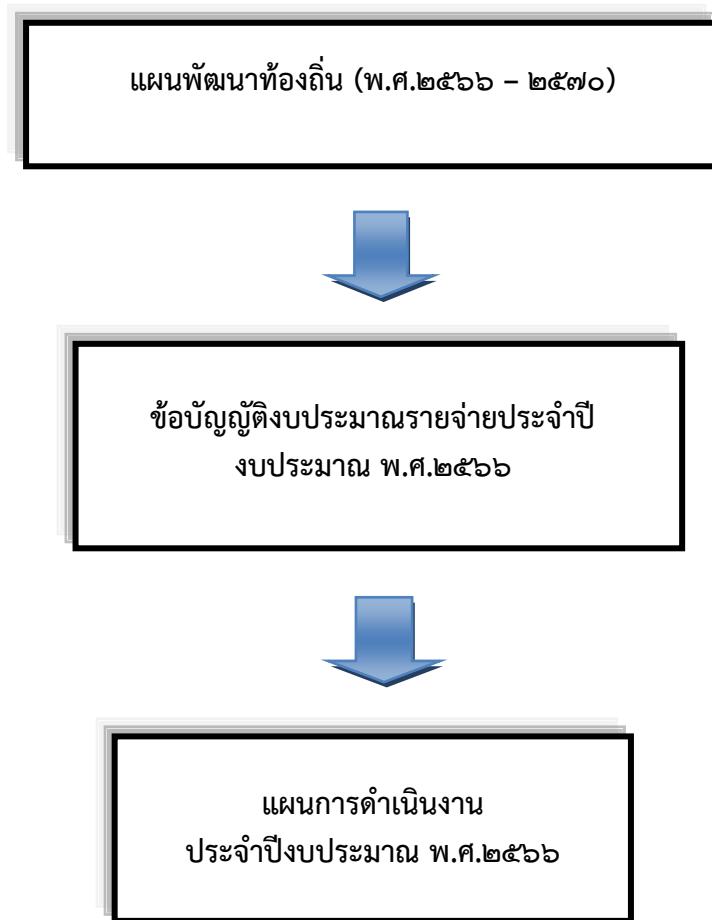 แผนพัฒนาท้องถิ่น (พ.ศ.๒๕๖๖ – ๒๕๗๐)
ข้อบัญญัติงบประมาณรายจ่ายประจำปี
งบประมาณ พ.ศ.๒๕๖๖
แผนการดำเนินงาน
ประจำปีงบประมาณ พ.ศ.๒๕๖๖